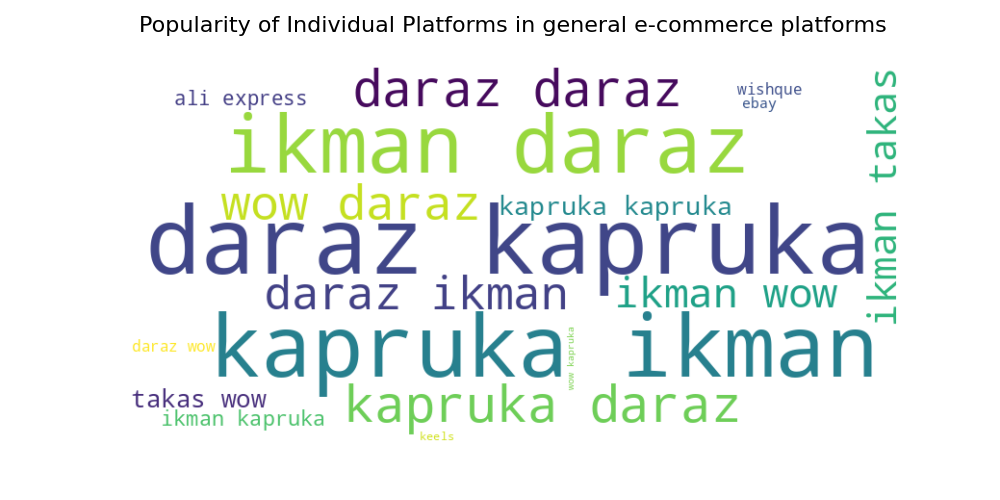 Popularity of Individual Platforms in general e-commerce platforms
daraz daraz
wishque
ali express
ebay
ikman takas
ikman daraz
wow daraz
kapruka kapruka
daraz kapruka
daraz ikman
ikman wow
kapruka ikman
daraz wow
wow kapruka
takas wow
kapruka daraz
ikman kapruka
keels